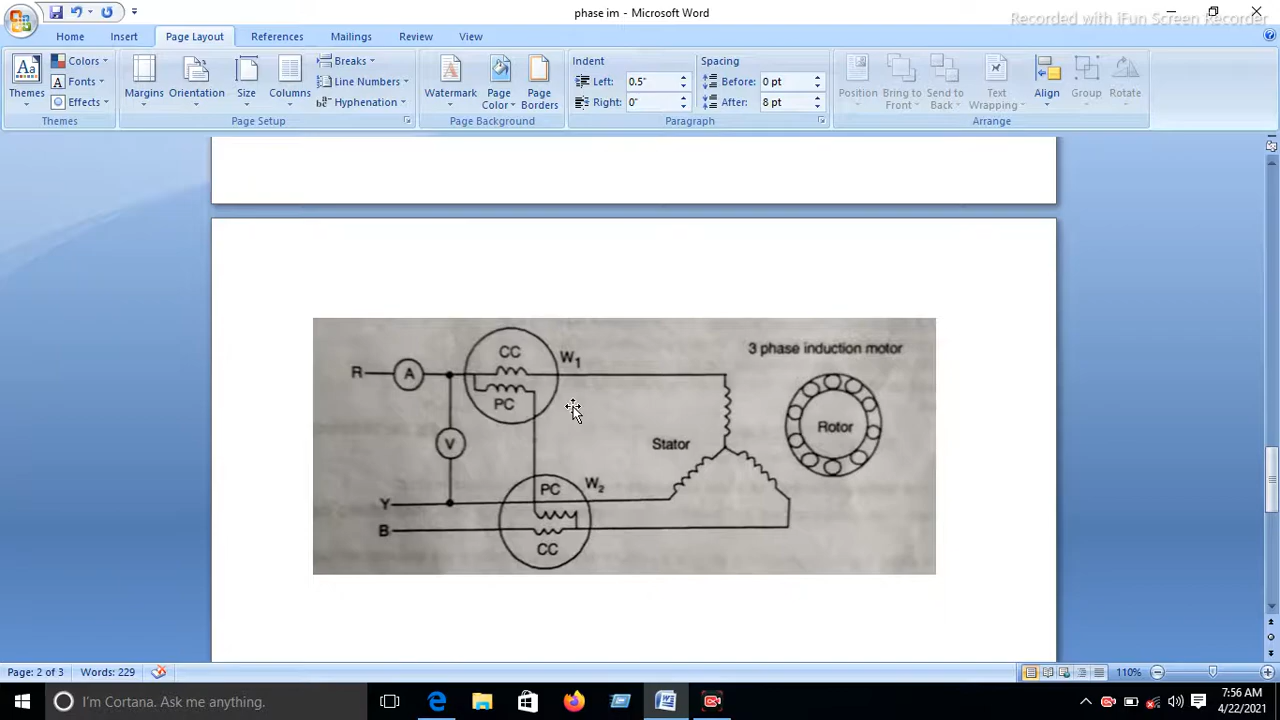 phase im - Microsoft Word
Recorded with iFun Screen Recorder
Home Insert Page Layout References Mailings Review View
Themes Colors Fonts Effects
Margins Orientation Size Columns Breaks Line Numbers Hyphenation
Watermark Page Color Page Borders
Indent Spacing
Left: 0.5" Before: 0 pt
Right: 0" After: 8 pt
Position Bring to Front Send to Back Text Wrapping Align Group Rotate
Themes Page Setup Page Background Paragraph Arrange
3 phase induction motor
CC W1
R A
PC
Rotor
V Stator
PC W2
Y
B
CC
Page: 2 of 3 Words: 229 110%
I'm Cortana. Ask me anything.
7:56 AM
4/22/2021